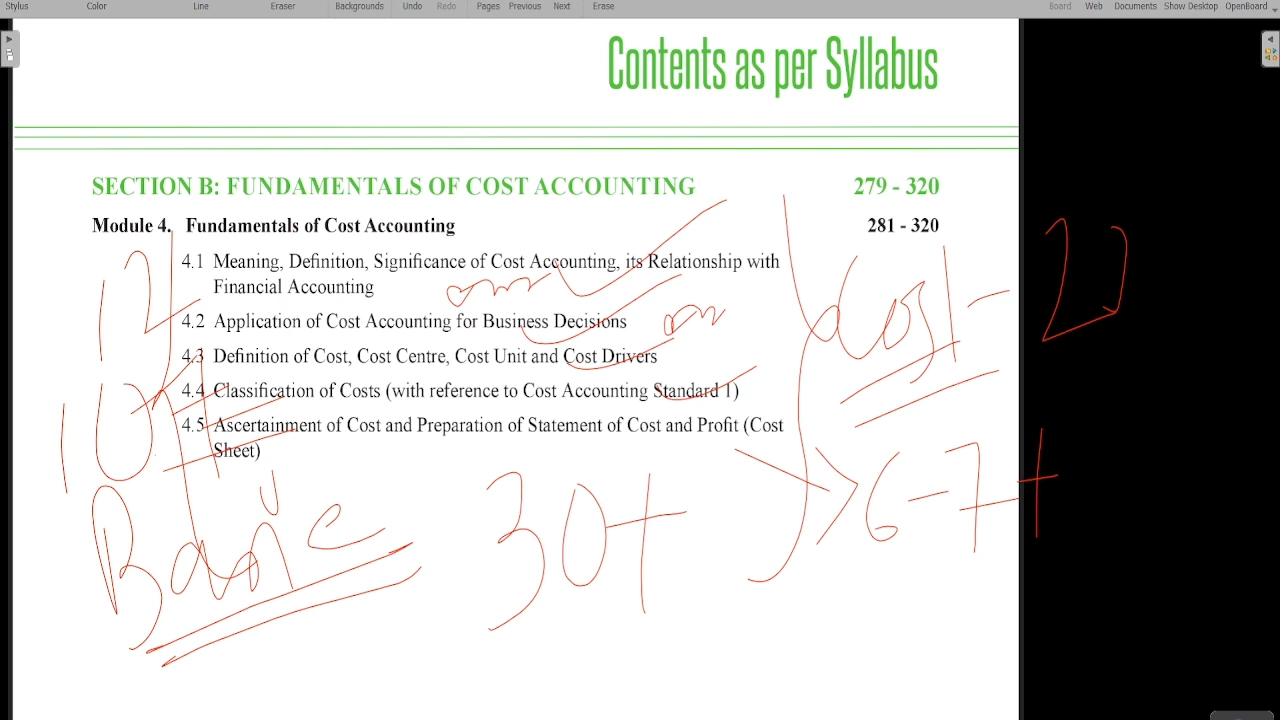 Stylus Color Line Eraser Backgrounds Undo Redo Pages Previous Next Erase Board Web Documents Show Desktop OpenBoard
Contents as per Syllabus
SECTION B: FUNDAMENTALS OF COST ACCOUNTING 279 - 320
Module 4. Fundamentals of Cost Accounting 281 - 320
4.1 Meaning, Definition, Significance of Cost Accounting, its Relationship with
Financial Accounting
4.2 Application of Cost Accounting for Business Decisions
4.3 Definition of Cost, Cost Centre, Cost Unit and Cost Drivers
4.4 Classification of Costs (with reference to Cost Accounting Standard 1)
4.5 Ascertainment of Cost and Preparation of Statement of Cost and Profit (Cost
Sheet)
12
Cost -
10th
Basic
30+
6-7+